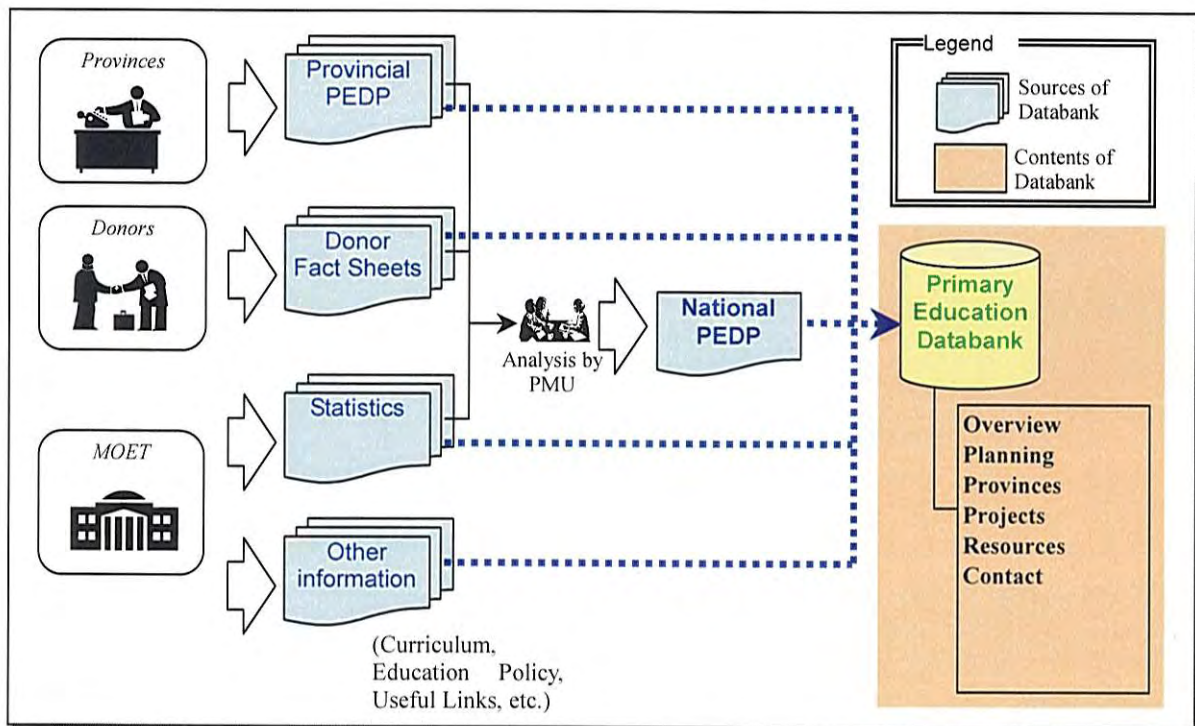 Provinces
Provincial
PEDP
Legend
Sources of
Databank
Contents of
Databank
Donors
Donor
Fact Sheets
Analysis by
PMU
National
PEDP
Primary
Education
Databank
MOET
Statistics
Other
information
(Curriculum,
Education Policy,
Useful Links, etc.)
Overview
Planning
Provinces
Projects
Resources
Contact